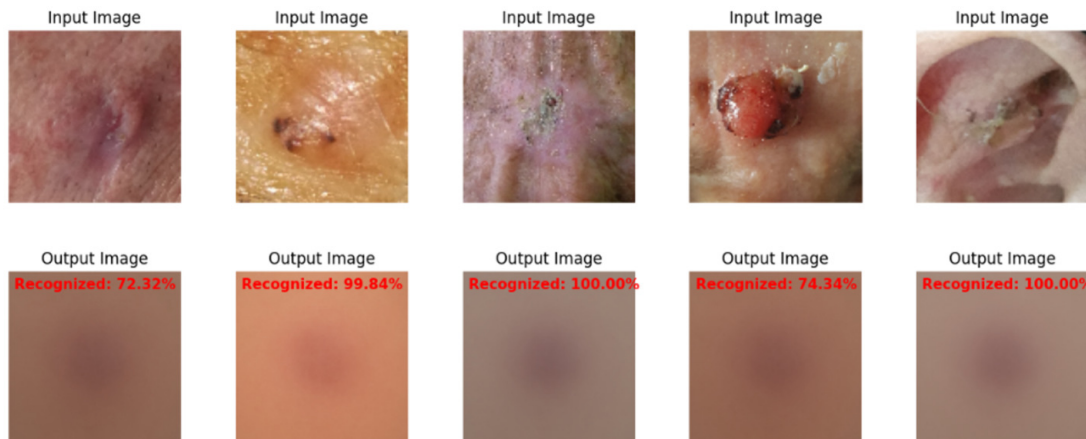 Input Image
Input Image
Input Image
Input Image
Input Image
Output Image
Output Image
Output Image
Output Image
Output Image
Recognized: 72.32%
Recognized: 99.84%
Recognized: 100.00%
Recognized: 74.34%
Recognized: 100.00%